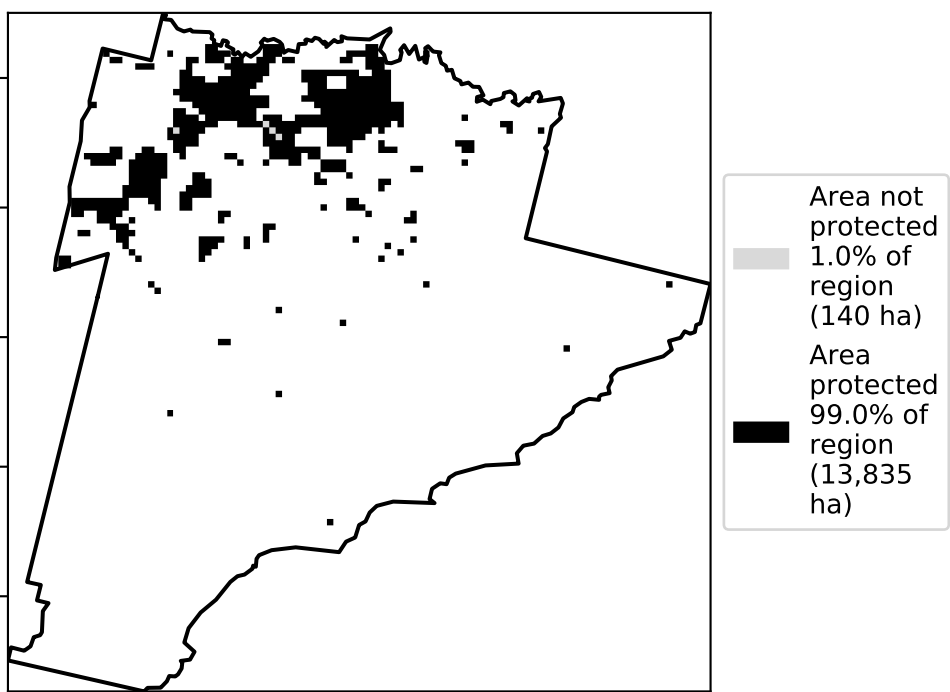 Area not
protected
1.0% of
region
(140 ha)
Area
protected
99.0% of
region
(13,835
ha)